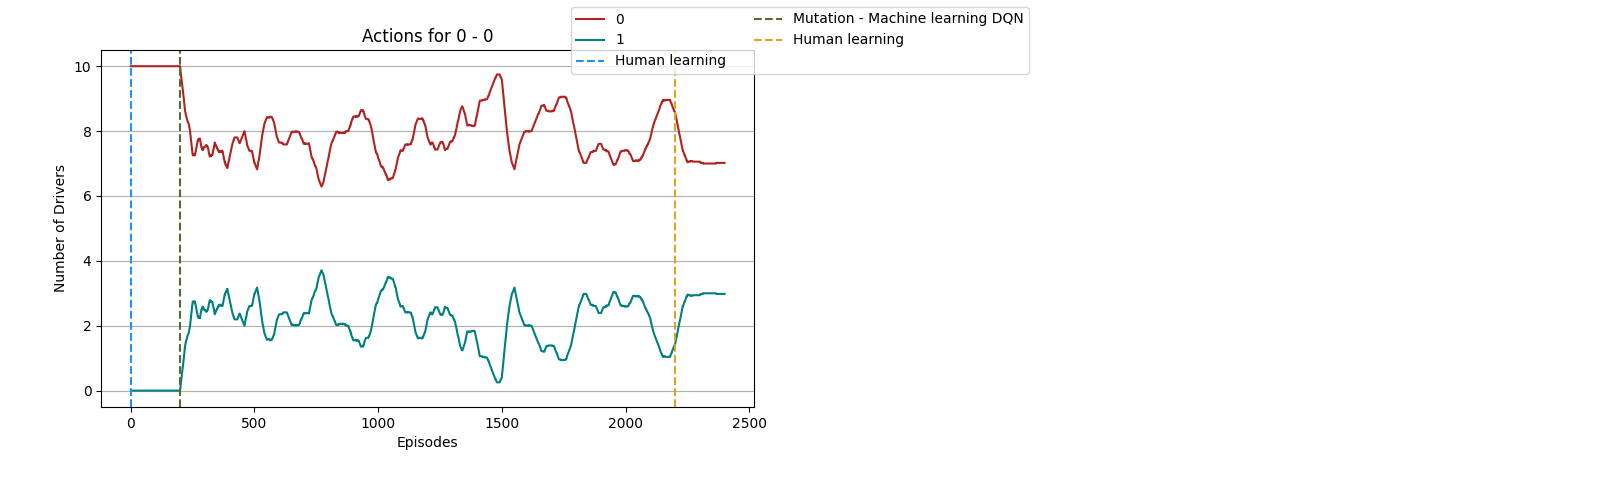 Actions for 0 - 0
0
1
Human learning
Mutation - Machine learning DQN
Human learning
Number of Drivers
10
8
6
4
2
0
0 500 1000 1500 2000 2500
Episodes